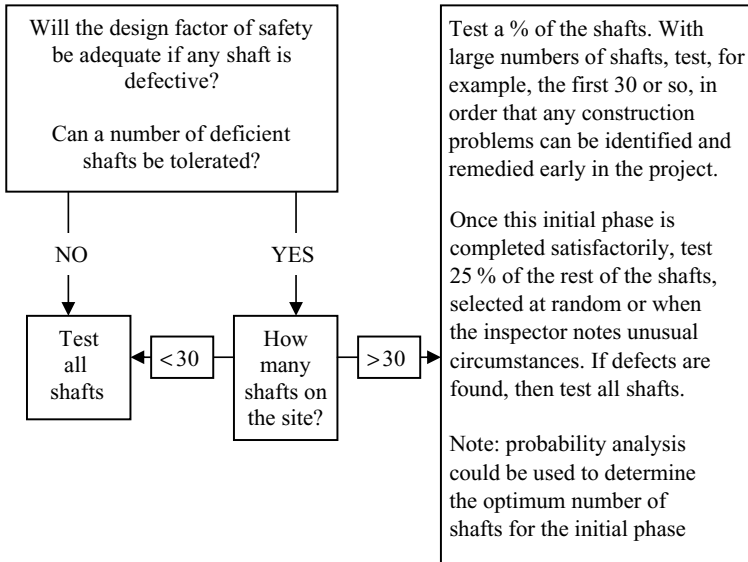 Will the design factor of safety
be adequate if any shaft is
defective?
Can a number of deficient
shafts be tolerated?
NO
YES
Test
all
shafts
<30
How
many
shafts on
the site?
>30
Test a % of the shafts. With
large numbers of shafts, test, for
example, the first 30 or so, in
order that any construction
problems can be identified and
remedied early in the project.
Once this initial phase is
completed satisfactorily, test
25 % of the rest of the shafts,
selected at random or when
the inspector notes unusual
circumstances. If defects are
found, then test all shafts.
Note: probability analysis
could be used to determine
the optimum number of
shafts for the initial phase